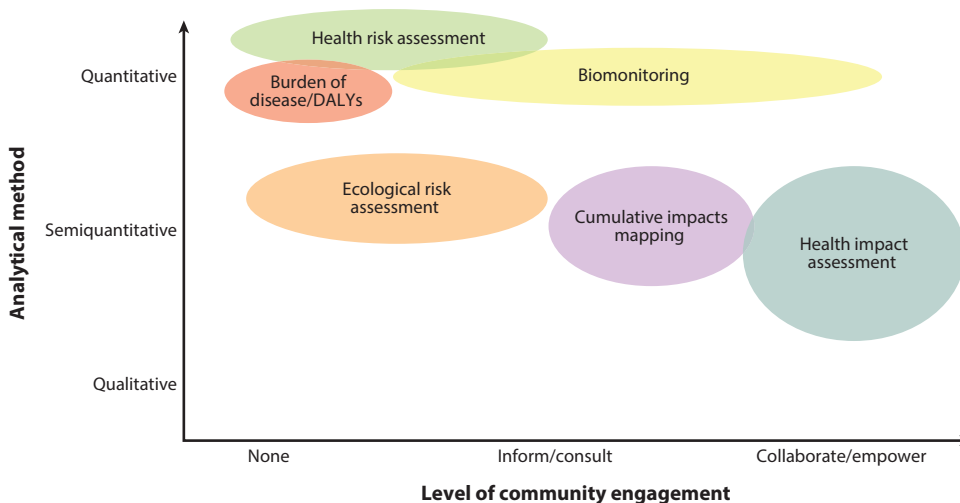 Health risk assessment
Quantitative
Biomonitoring
Burden of
disease/DALYs
Ecological risk
assessment
Semiquantitative
Cumulative impacts
mapping
Health impact
assessment
Qualitative
Analytical method
None
Inform/consult
Collaborate/empower
Level of community engagement